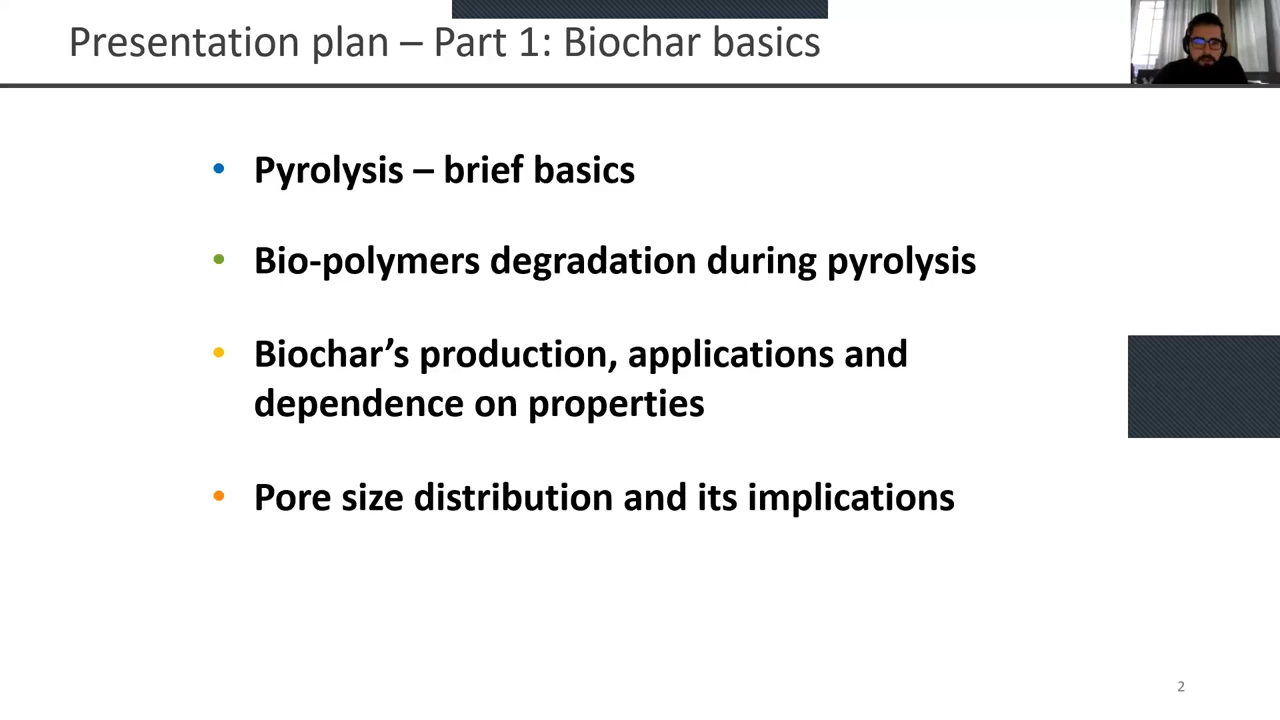 Presentation plan – Part 1: Biochar basics
• Pyrolysis – brief basics
• Bio-polymers degradation during pyrolysis
• Biochar’s production, applications and
dependence on properties
• Pore size distribution and its implications
2